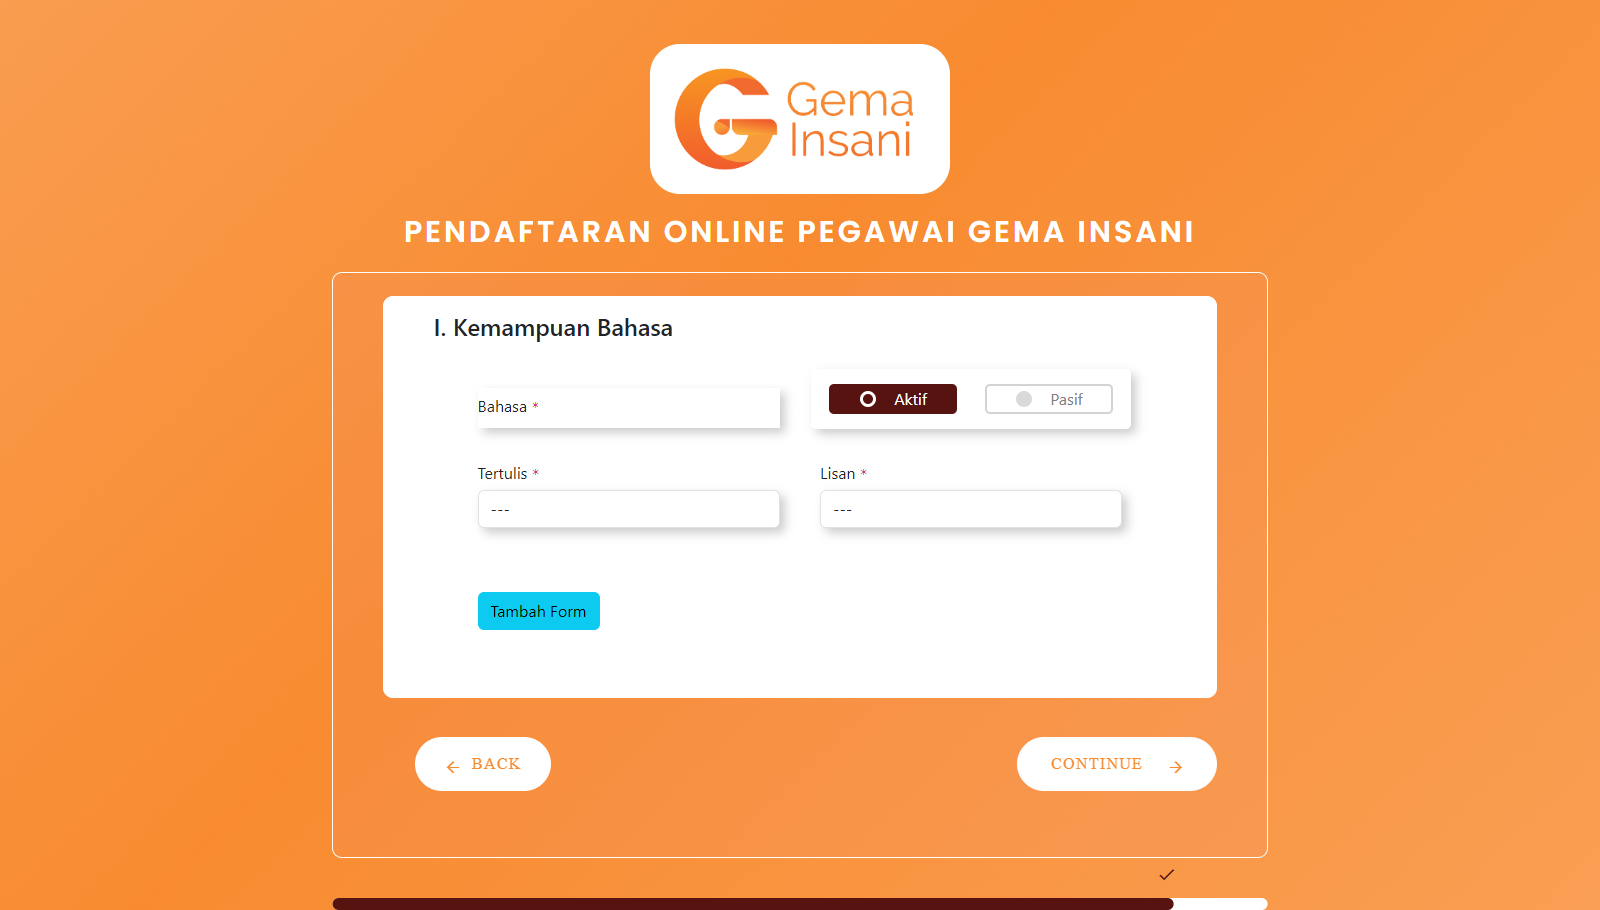 Gema
Insani
PENDAFTARAN ONLINE PEGAWAI GEMA INSANI
I. Kemampuan Bahasa
Bahasa *
Aktif
Pasif
Tertulis *
Lisan *
---
---
Tambah Form
BACK
CONTINUE